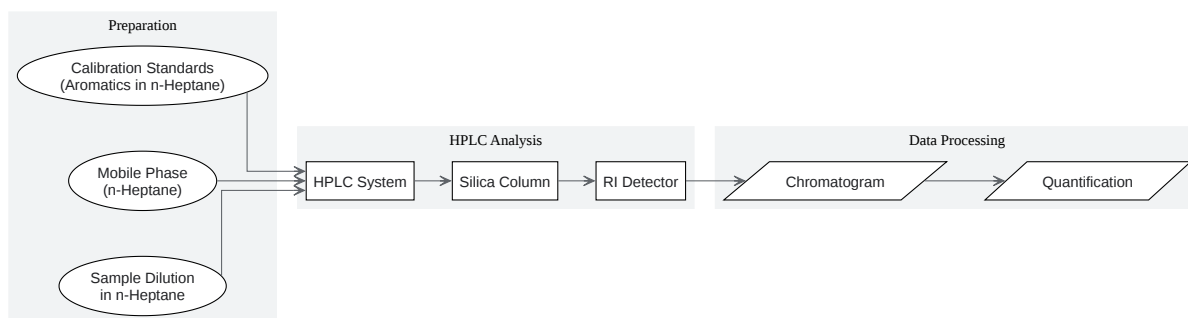 Preparation
Calibration Standards
(Aromatics in n-Heptane)
Mobile Phase
(n-Heptane)
Sample Dilution
in n-Heptane
HPLC Analysis
HPLC System
Silica Column
RI Detector
Data Processing
Chromatogram
Quantification